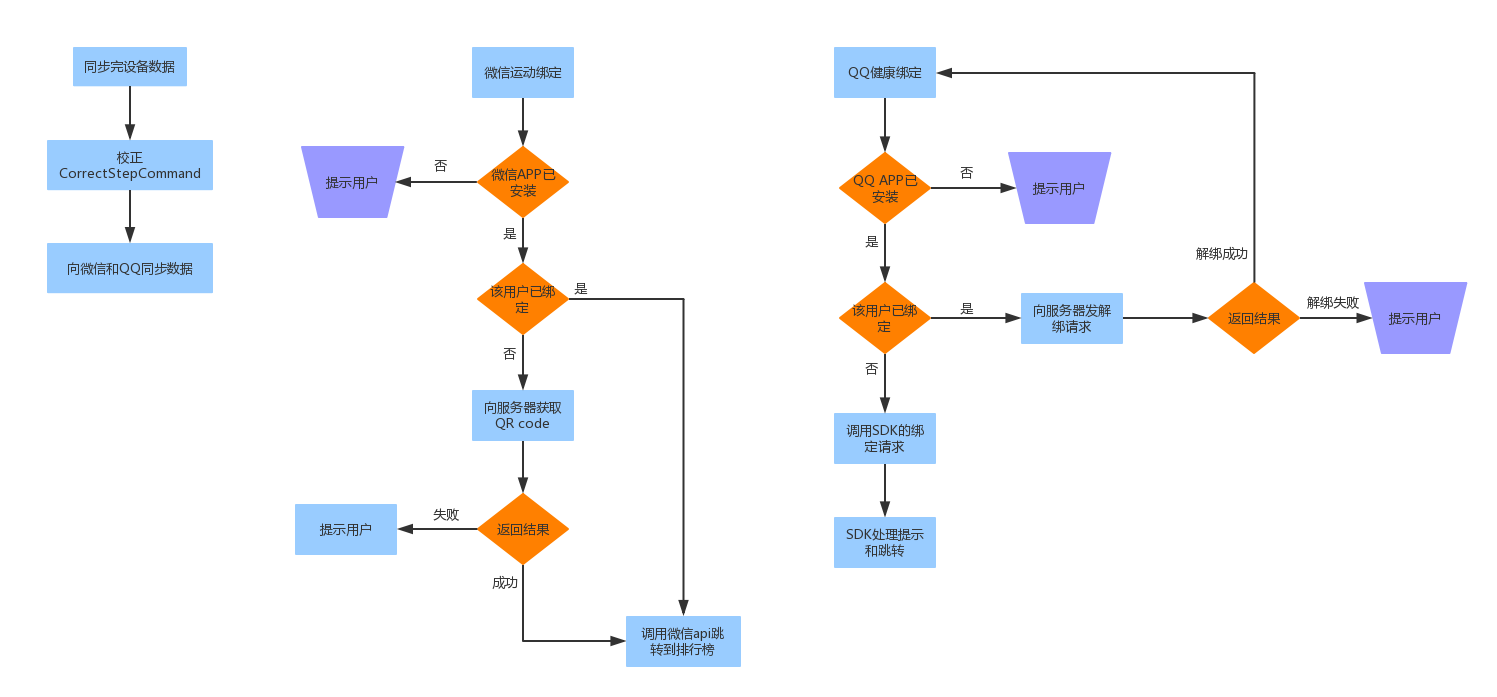 同步完设备数据
校正
CorrectStepCommand
向微信和QQ同步数据
微信运动绑定
微信APP已
安装
否
提示用户
是
该用户已绑
定
是
否
向服务器获取
QR code
返回结果
失败
提示用户
成功
调用微信api跳
转到排行榜
QQ健康绑定
QQ APP已
安装
否
提示用户
是
该用户已绑
定
是
向服务器发解
绑请求
返回结果
解绑成功
解绑失败
提示用户
否
调用SDK的绑
定请求
SDK处理提示
和跳转